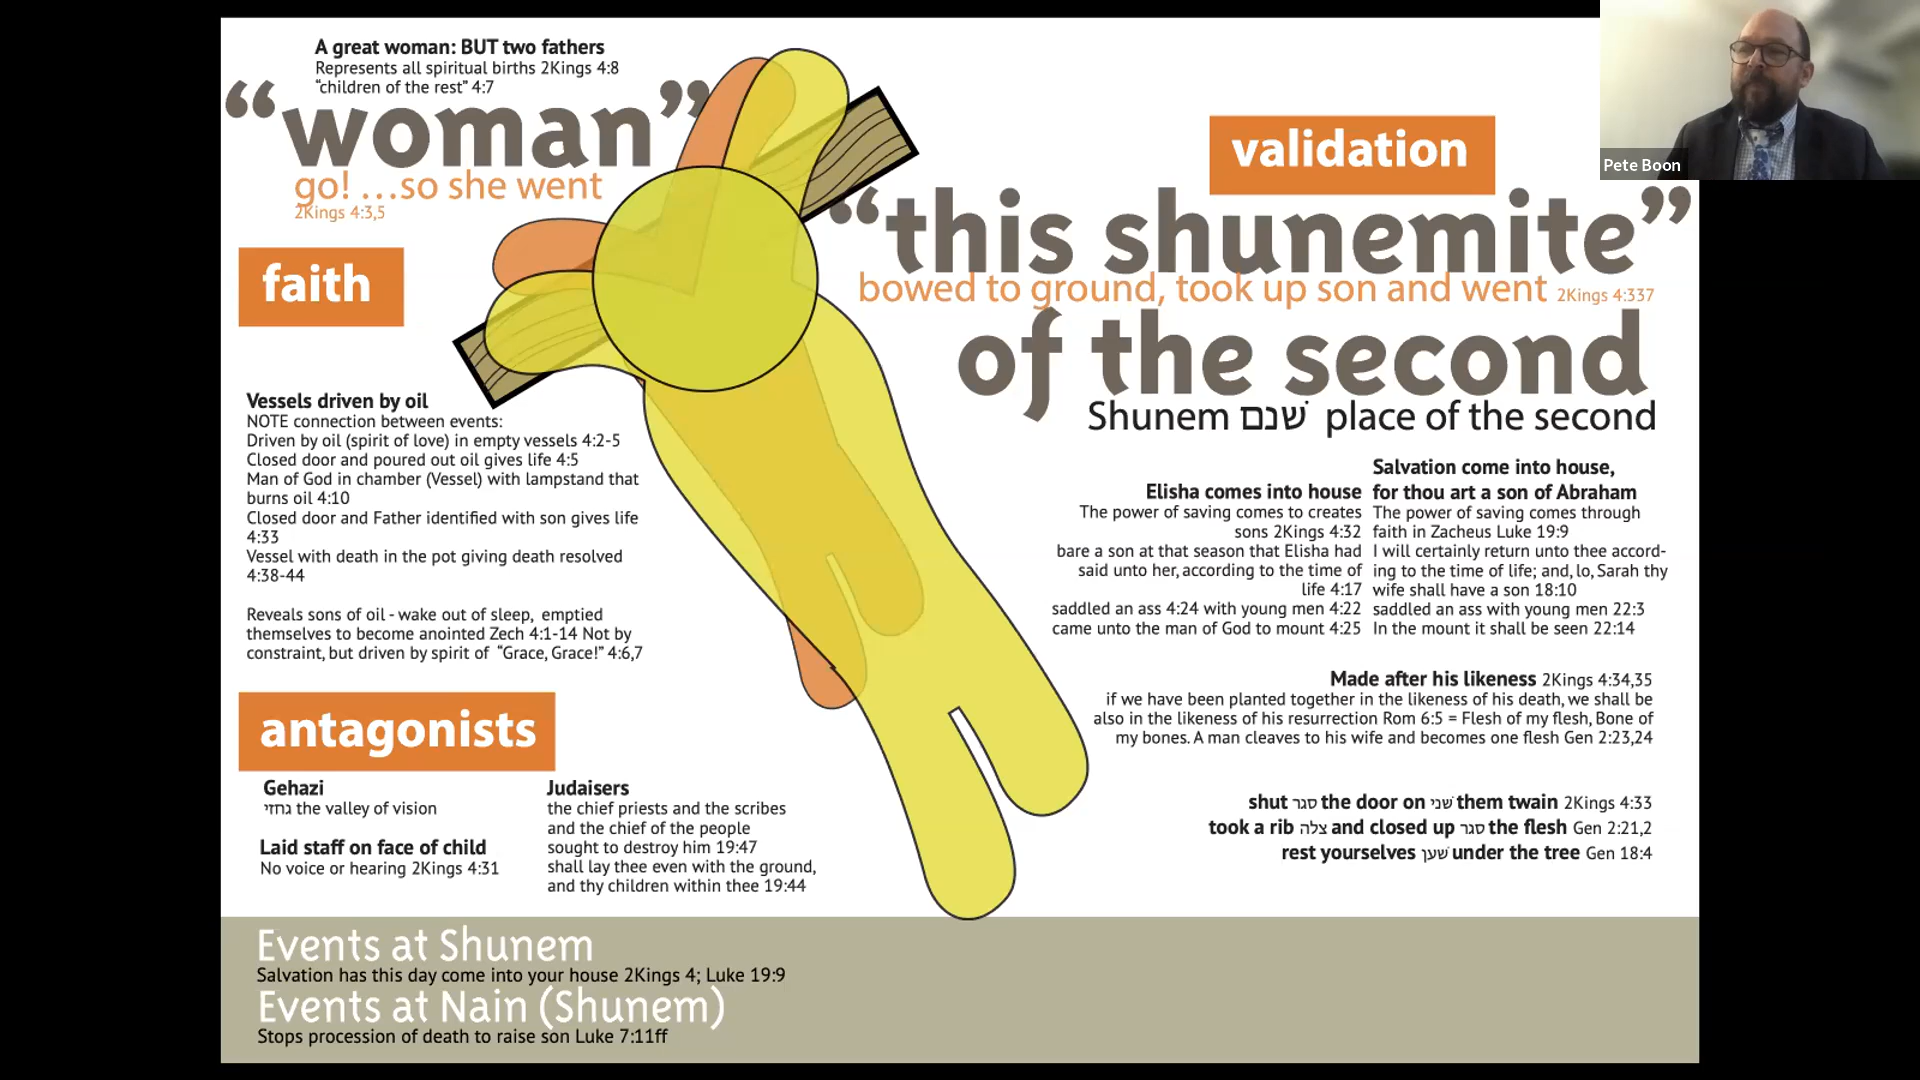 A great woman: BUT two fathers
Represents all spiritual births 2Kings 4:8
“children of the rest” 4:7
“woman”
go! ...so she went
2Kings 4:3,5
faith
Vessels driven by oil
NOTE connection between events:
Driven by oil (spirit of love) in empty vessels 4:2-5
Closed door and poured out oil gives life 4:5
Man of God in chamber (Vessel) with lampstand that
burns oil 4:10
Closed door and Father identified with son gives life
4:33
Vessel with death in the pot giving death resolved
4:38-44
Reveals sons of oil - wake out of sleep, emptied
themselves to become anointed Zech 4:1-14 Not by
constraint, but driven by spirit of “Grace, Grace!” 4:6,7
antagonists
Gehazi
גחזי the valley of vision
Laid staff on face of child
No voice or hearing 2Kings 4:31
Judaisers
the chief priests and the scribes
and the chief of the people
sought to destroy him 19:47
shall lay thee even with the ground,
and thy children within thee 19:44
validation
“this shunemite”
bowed to ground, took up son and went 2Kings 4:337
of the second
Shunem שׁנם place of the second
Elisha comes into house
The power of saving comes to creates
sons 2Kings 4:32
bare a son at that season that Elisha had
said unto her, according to the time of
life 4:17
saddled an ass 4:24 with young men 4:22
came unto the man of God to mount 4:25
Salvation come into house,
for thou art a son of Abraham
The power of saving comes through
faith in Zacheus Luke 19:9
I will certainly return unto thee accord-
ing to the time of life; and, lo, Sarah thy
wife shall have a son 18:10
saddled an ass with young men 22:3
In the mount it shall be seen 22:14
Made after his likeness 2Kings 4:34,35
if we have been planted together in the likeness of his death, we shall be
also in the likeness of his resurrection Rom 6:5 = Flesh of my flesh, Bone of
my bones. A man cleaves to his wife and becomes one flesh Gen 2:23,24
shut סגר the door on שׁני them twain 2Kings 4:33
took a rib צלה and closed up סגר the flesh Gen 2:21,2
rest yourselves שׁען under the tree Gen 18:4
Events at Shunem
Salvation has this day come into your house 2Kings 4; Luke 19:9
Events at Nain (Shunem)
Stops procession of death to raise son Luke 7:11ff
Pete Boon